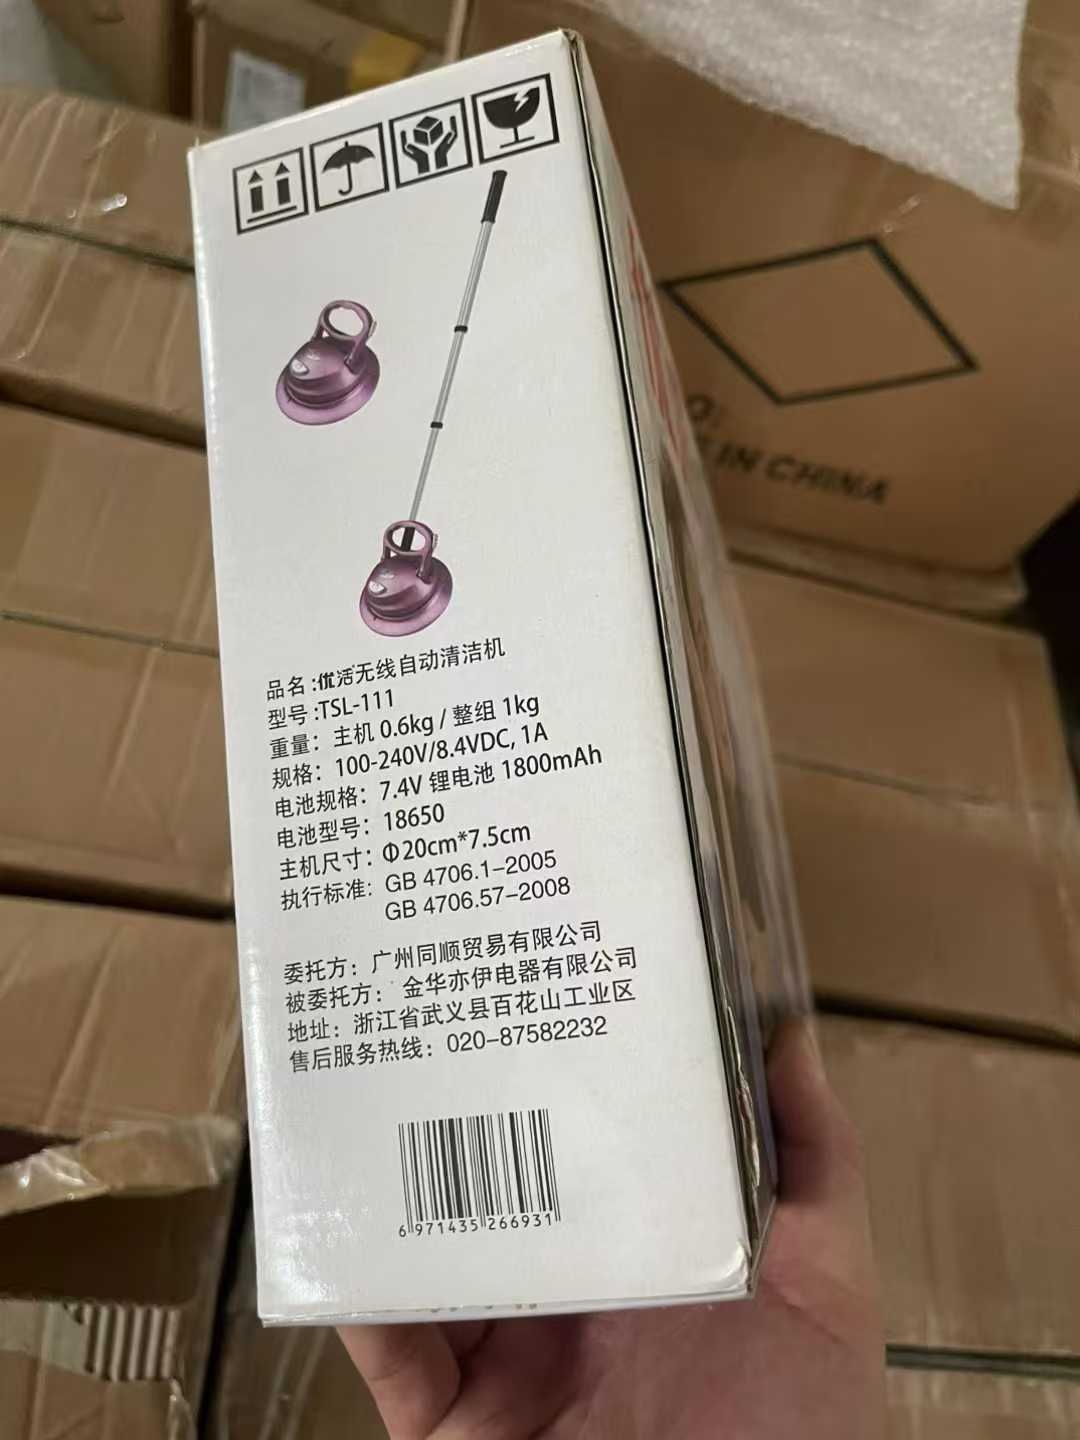 品名:优活无线自动清洁机
型号:TSL-111
重量：主机 0.6kg / 整组 1kg
规格：100-240V/8.4VDC, 1A
电池规格：7.4V 锂电池 1800mAh
电池型号：18650
主机尺寸：Φ20cm*7.5cm
执行标准：GB 4706.1-2005
GB 4706.57-2008
委托方：广州同顺贸易有限公司
被委托方：金华亦伊电器有限公司
地址：浙江省武义县百花山工业区
售后服务热线：020-87582232
6 971435 266931
IN CHINA